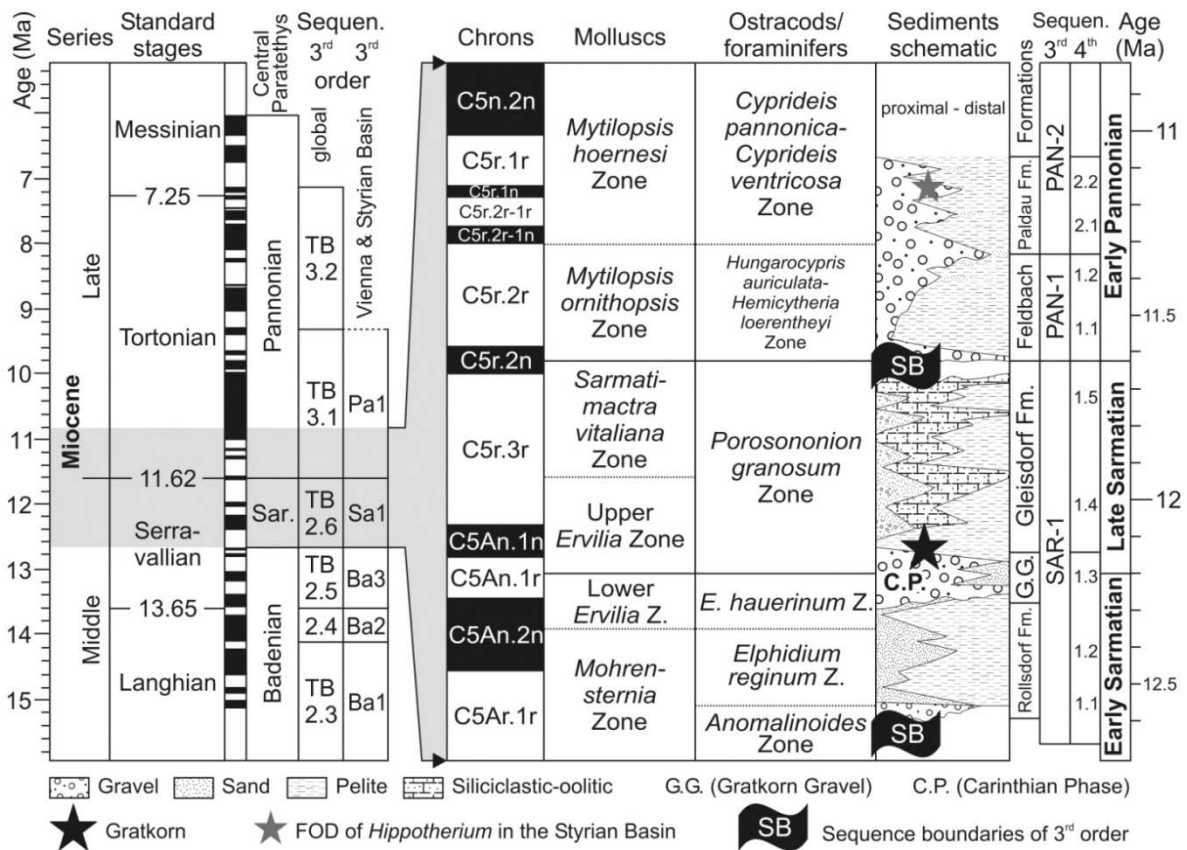 Age (Ma)
Series
Standard
stages
Central
Paratethys
Sequen.
3rd 3rd
order
global
Vienna & Styrian Basin
7
8
9
10
11
12
13
14
15
Miocene
Late
Middle
Messinian
7.25
Tortonian
11.62
Serra-
vallian
13.65
Langhian
Pannonian
Sar.
Badenian
TB
3.2
TB
3.1
TB
2.6
TB
2.5
2.4
TB
2.3
Pa1
Sa1
Ba3
Ba2
Ba1
Chrons
C5n.2n
C5r.1r
C5r.1n
C5r.2r-1r
C5r.2r-1n
C5r.2r
C5r.2n
C5r.3r
C5An.1n
C5An.1r
C5An.2n
C5Ar.1r
Molluscs
Mytilopsis
hoernesi
Zone
Mytilopsis
ornithopsis
Zone
Sarmati-
mactra
vitaliana
Zone
Upper
Ervilia Zone
Lower
Ervilia Z.
Mohren-
sternia
Zone
Ostracods/
foraminifers
Cyprideis
pannonica-
Cyprideis
ventricosa
Zone
Hungarocypris
auriculata-
Hemicytheria
loerentheyi
Zone
Porosononion
granosum
Zone
E. hauerinum Z.
Elphidium
reginum Z.
Anomalinoides
Zone
Sediments
schematic
proximal - distal
SB
C.P.
SB
Formations
Paldau Fm.
Feldbach
Gleisdorf Fm.
G.G.
Rollsdorf Fm.
Sequen.
3rd 4th
PAN-2
PAN-1
SAR-1
2.2
2.1
1.2
1.1
1.5
1.4
1.3
1.2
1.1
Early Pannonian
Late Sarmatian
Early Sarmatian
Age
(Ma)
11
11.5
12
12.5
Gravel Sand Pelite Siliciclastic-oolitic G.G. (Gratkorn Gravel) C.P. (Carinthian Phase)
Gratkorn FOD of Hippotherium in the Styrian Basin SB Sequence boundaries of 3rd order